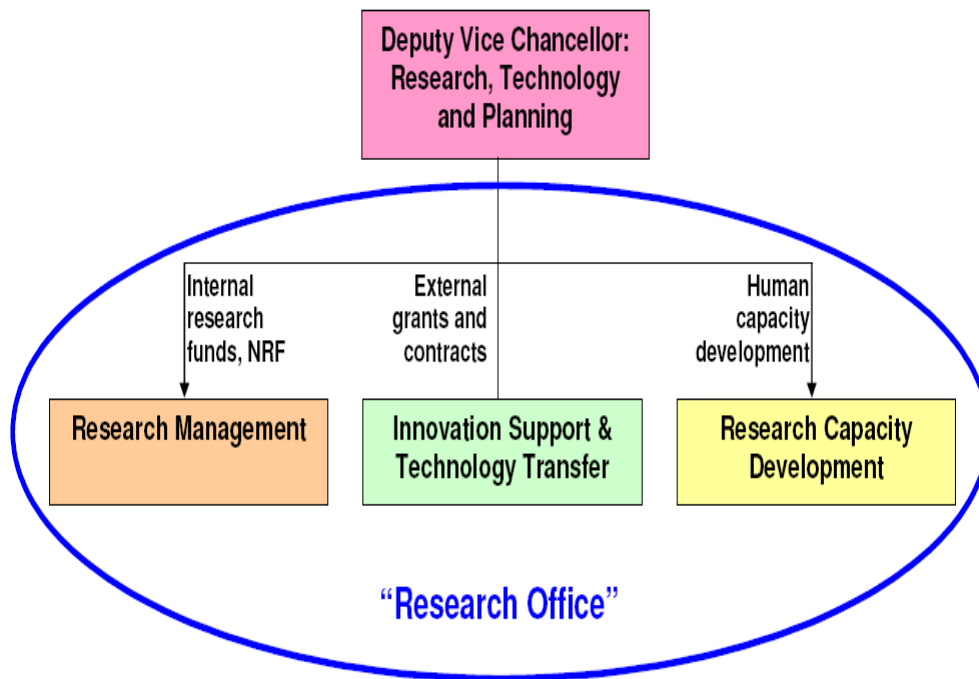 Deputy Vice Chancellor:
Research, Technology
and Planning
Internal
research
funds, NRF
External
grants and
contracts
Human
capacity
development
Research Management
Innovation Support &
Technology Transfer
Research Capacity
Development
“Research Office”